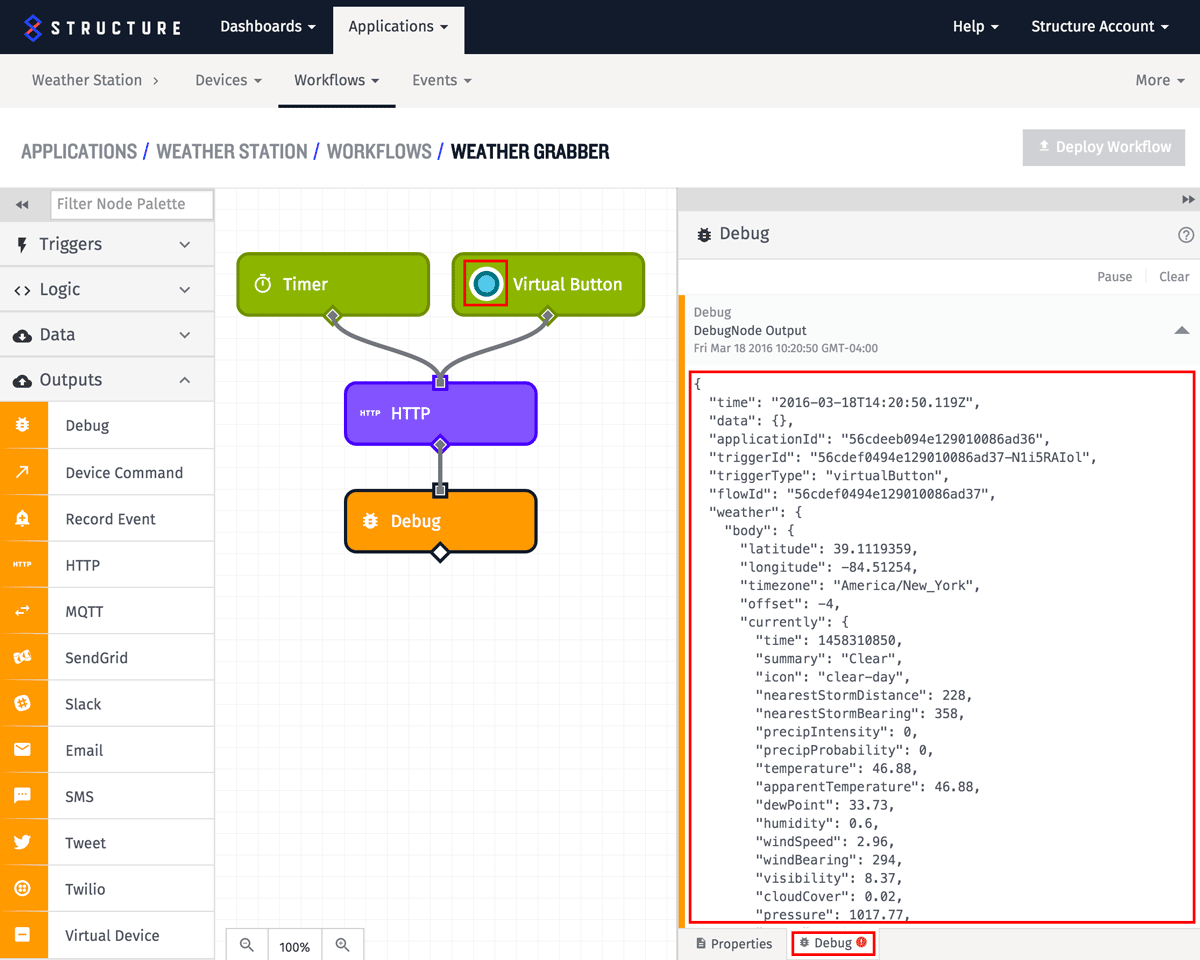 STRUCTURE Dashboards Applications Help Structure Account
Weather Station Devices Workflows Events More
APPLICATIONS / WEATHER STATION / WORKFLOWS / WEATHER GRABBER
Deploy Workflow
Filter Node Palette
Triggers
Logic
Data
Outputs
Debug
Device Command
Record Event
HTTP HTTP
MQTT
SendGrid
Slack
Email
SMS
Tweet
Twilio
Virtual Device
Timer
Virtual Button
HTTP HTTP
Debug
100%
Debug
Pause Clear
Debug
DebugNode Output
Fri Mar 18 2016 10:20:50 GMT-04:00
{
"time": "2016-03-18T14:20:50.119Z",
"data": {},
"applicationId": "56cdeeb094e129010086ad36",
"triggerId": "56cdef0494e129010086ad37-N1i5RAIol",
"triggerType": "virtualButton",
"flowId": "56cdef0494e129010086ad37",
"weather": {
"body": {
"latitude": 39.1119359,
"longitude": -84.51254,
"timezone": "America/New_York",
"offset": -4,
"currently": {
"time": 1458310850,
"summary": "Clear",
"icon": "clear-day",
"nearestStormDistance": 228,
"nearestStormBearing": 358,
"precipIntensity": 0,
"precipProbability": 0,
"temperature": 46.88,
"apparentTemperature": 46.88,
"dewPoint": 33.73,
"humidity": 0.6,
"windSpeed": 2.96,
"windBearing": 294,
"visibility": 8.37,
"cloudCover": 0.02,
"pressure": 1017.77,
Properties Debug